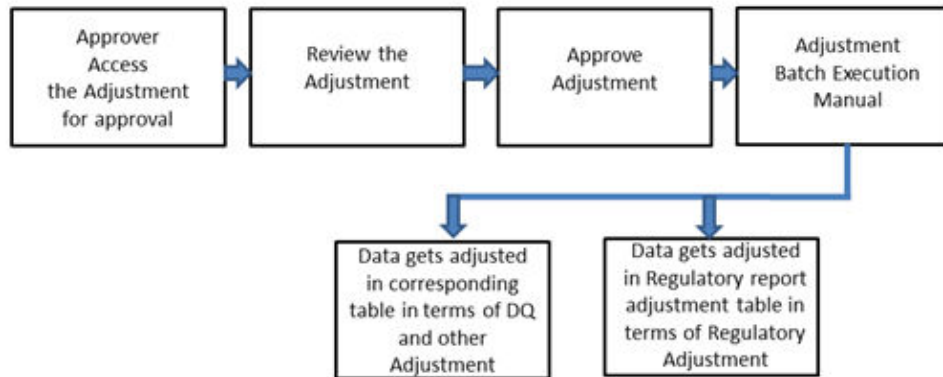 Approver
Access
the Adjustment
for approval
Review the
Adjustment
Approve
Adjustment
Adjustment
Batch Execution
Manual
Data gets adjusted
in corresponding
table in terms of DQ
and other
Adjustment
Data gets adjusted
in Regulatory report
adjustment table in
terms of Regulatory
Adjustment